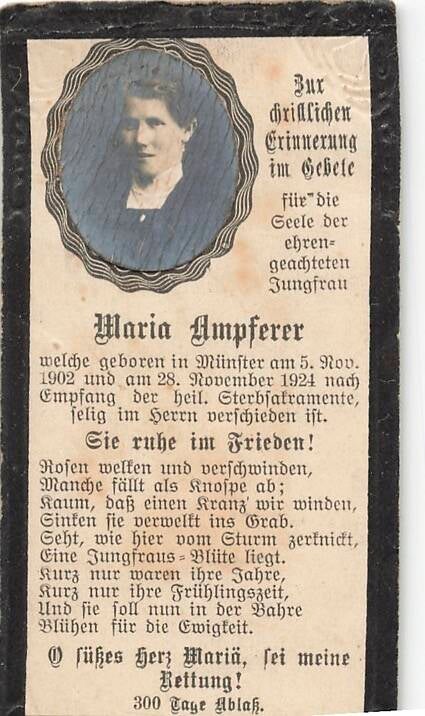 Zur
christlichen
Erinnerung
im Gebete
für die
Seele der
ehren-
geachteten
Jungfrau
Maria Ampferer
welche geboren in Münster am 5. Nov.
1902 und am 28. November 1924 nach
Empfang der heil. Sterbsakramente,
selig im Herrn verschieden ist.
Sie ruhe im Frieden!
Rosen welken und verschwinden,
Manche fällt als Knospe ab;
Kaum, daß einen Kranz' wir winden,
Sinken sie verwelkt ins Grab.
Seht, wie hier vom Sturm zerknickt,
Eine Jungfraus-Blüte liegt.
Kurz nur waren ihre Jahre,
Kurz nur ihre Frühlingszeit,
Und sie soll nun in der Bahre
Blühen für die Ewigkeit.
O süßes Herz Mariä, sei meine
Rettung!
300 Tage Ablaß.